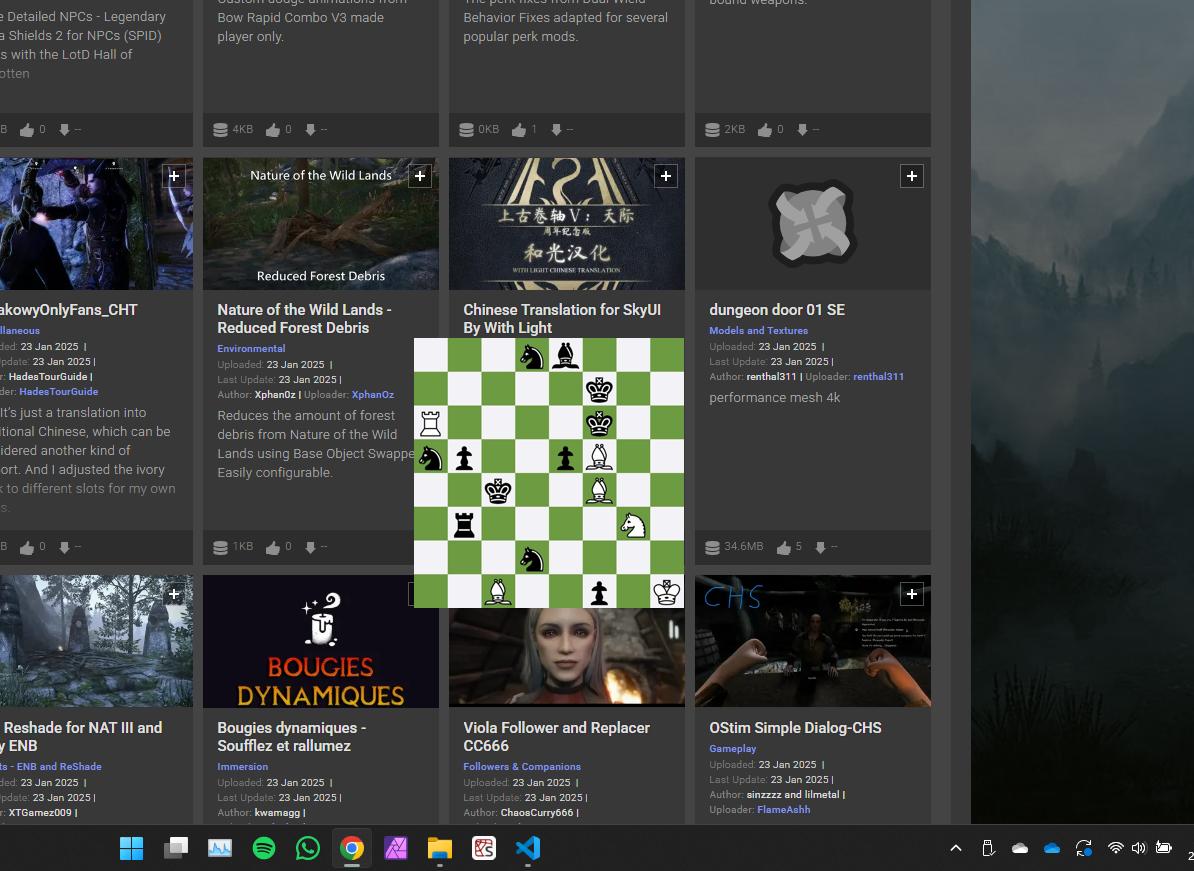 e Detailed NPCs - Legendary
a Shields 2 for NPCs (SPID)
s with the LotD Hall of
otten
B 0 --
Custom dodge animations from
Bow Rapid Combo V3 made
player only.
4KB 0 --
The perk fixes from Dual Wield
Behavior Fixes adapted for several
popular perk mods.
0KB 1 --
bound weapons.
2KB 0 --
akowyOnlyFans_CHT
llaneous
ded: 23 Jan 2025 |
Update: 23 Jan 2025 |
r: HadesTourGuide |
der: HadesTourGuide
It's just a translation into
itional Chinese, which can be
idered another kind of
ort. And I adjusted the ivory
k to different slots for my own
s.
B 0 --
Nature of the Wild Lands
Reduced Forest Debris
Nature of the Wild Lands -
Reduced Forest Debris
Environmental
Uploaded: 23 Jan 2025 |
Last Update: 23 Jan 2025 |
Author: Xphan0z | Uploader: Xphan0z
Reduces the amount of forest
debris from Nature of the Wild
Lands using Base Object Swappe
Easily configurable.
1KB 0 --
上古卷轴V：天际
周年纪念版
和光汉化
WITH LIGHT CHINESE TRANSLATION
Chinese Translation for SkyUI
By With Light
dungeon door 01 SE
Models and Textures
Uploaded: 23 Jan 2025 |
Last Update: 23 Jan 2025 |
Author: renthal311 | Uploader: renthal311
performance mesh 4k
34.6MB 5 --
Reshade for NAT III and
y ENB
ts - ENB and ReShade
ded: 23 Jan 2025 |
Update: 23 Jan 2025 |
r: XTGamez009 |
BOUGIES
DYNAMIQUES
Bougies dynamiques -
Soufflez et rallumez
Immersion
Uploaded: 23 Jan 2025 |
Last Update: 23 Jan 2025 |
Author: kwamagg |
Viola Follower and Replacer
CC666
Followers & Companions
Uploaded: 23 Jan 2025 |
Last Update: 23 Jan 2025 |
Author: ChaosCurry666 |
CHS
OStim Simple Dialog-CHS
Gameplay
Uploaded: 23 Jan 2025 |
Last Update: 23 Jan 2025 |
Author: sinzzzz and lilmetal |
Uploader: FlameAshh
2